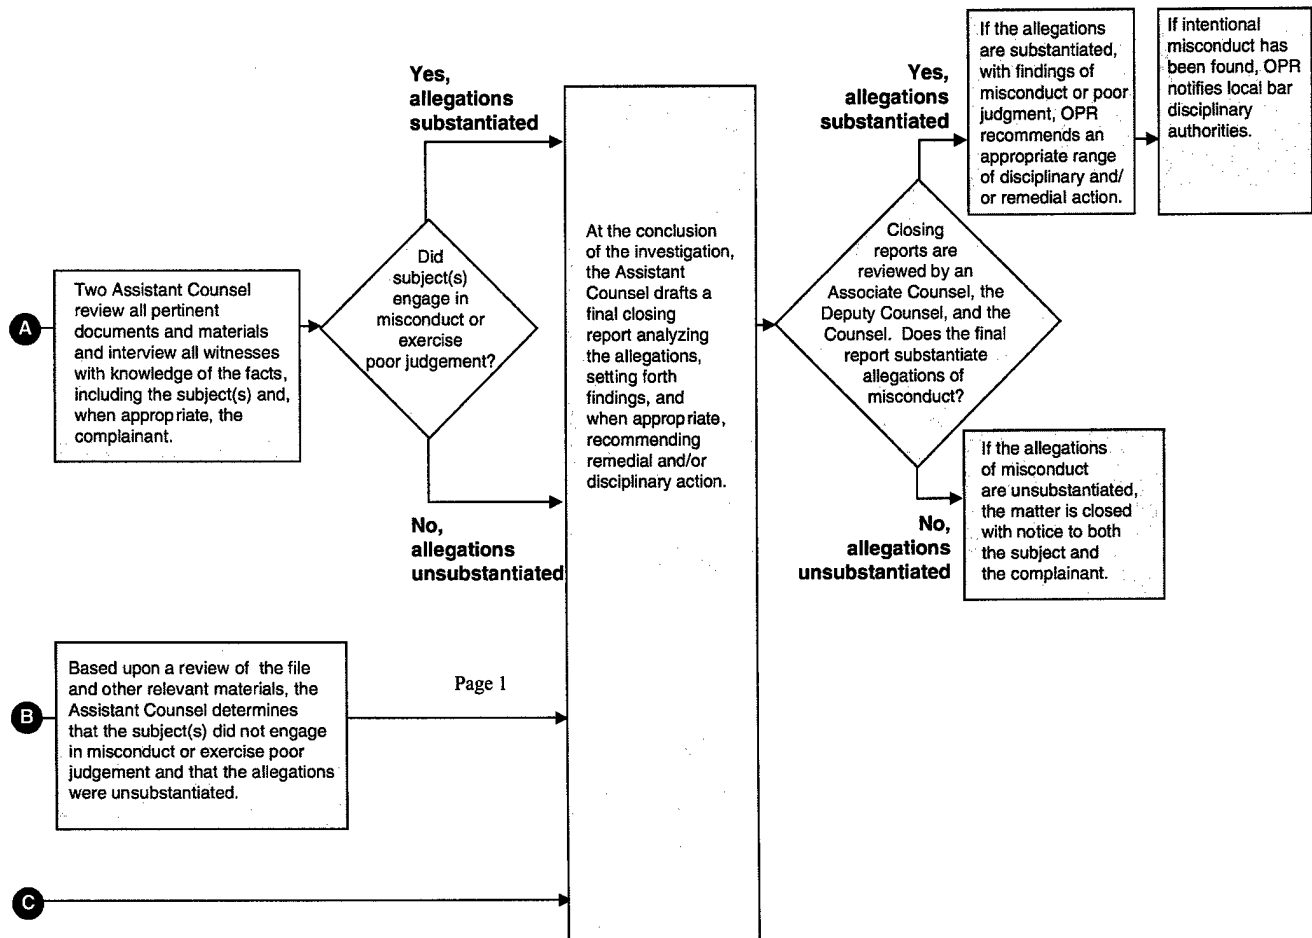 A
Two Assistant Counsel
review all pertinent
documents and materials
and interview all witnesses
with knowledge of the facts,
including the subject(s) and,
when appropriate, the
complainant.
Did
subject(s)
engage in
misconduct or
exercise
poor judgement?
Yes,
allegations
substantiated
No,
allegations
unsubstantiated
B
Based upon a review of the file
and other relevant materials, the
Assistant Counsel determines
that the subject(s) did not engage
in misconduct or exercise poor
judgement and that the allegations
were unsubstantiated.
Page 1
C
At the conclusion
of the investigation,
the Assistant
Counsel drafts a
final closing
report analyzing
the allegations,
setting forth
findings, and
when appropriate,
recommending
remedial and/or
disciplinary action.
Closing
reports are
reviewed by an
Associate Counsel, the
Deputy Counsel, and the
Counsel. Does the final
report substantiate
allegations of
misconduct?
Yes,
allegations
substantiated
If the allegations
are substantiated,
with findings of
misconduct or poor
judgment, OPR
recommends an
appropriate range
of disciplinary and/
or remedial action.
If intentional
misconduct has
been found, OPR
notifies local bar
disciplinary
authorities.
No,
allegations
unsubstantiated
If the allegations
of misconduct
are unsubstantiated,
the matter is closed
with notice to both
the subject and
the complainant.